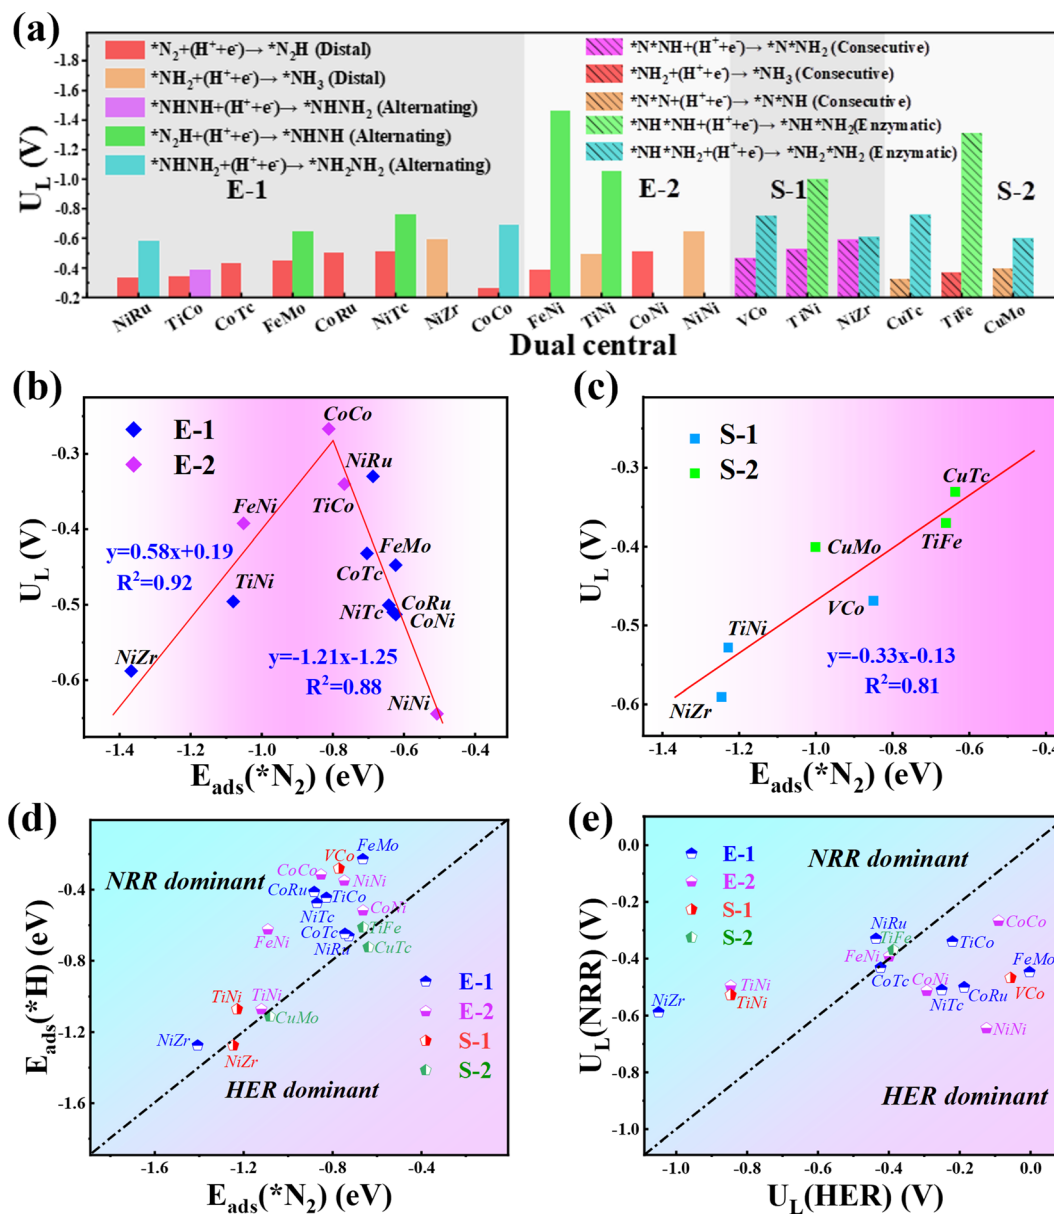 (a)
U_L (V)
-1.8
-1.6
-1.4
-1.2
-1.0
-0.8
-0.6
-0.4
-0.2
*N₂+(H⁺+e⁻)→ *N₂H (Distal)
*NH₂+(H⁺+e⁻)→ *NH₃ (Distal)
*NHNH+(H⁺+e⁻)→ *NHNH₂ (Alternating)
*N₂H+(H⁺+e⁻)→ *NHNH (Alternating)
*NHNH₂+(H⁺+e⁻)→ *NH₂NH₂ (Alternating)
*N*NH+(H⁺+e⁻)→ *N*NH₂ (Consecutive)
*NH₂+(H⁺+e⁻)→ *NH₃ (Consecutive)
*N*N+(H⁺+e⁻)→ *N*NH (Consecutive)
*NH*NH+(H⁺+e⁻)→ *NH*NH₂(Enzymatic)
*NH*NH₂+(H⁺+e⁻)→ *NH₂*NH₂ (Enzymatic)
E-1 E-2 S-1 S-2
NiRu TiCo CoTc FeMo CoRu NiTc NiZr CoCo FeNi TiNi CoNi NiNi VCo TiNi NiZr CuTc TiFe CuMo
Dual central
(b)
U_L (V)
-0.3
-0.4
-0.5
-0.6
E-1
E-2
CoCo
NiRu
TiCo
FeNi
FeMo
CoTc
TiNi
CoRu
NiTc
CoNi
NiZr
NiNi
y=0.58x+0.19
R²=0.92
y=-1.21x-1.25
R²=0.88
-1.4 -1.2 -1.0 -0.8 -0.6 -0.4
E_ads(*N₂) (eV)
(c)
U_L (V)
-0.3
-0.4
-0.5
-0.6
S-1
S-2
CuTc
TiFe
CuMo
VCo
TiNi
NiZr
y=-0.33x-0.13
R²=0.81
-1.4 -1.2 -1.0 -0.8 -0.6 -0.4
E_ads(*N₂) (eV)
(d)
E_ads(*H) (eV)
-0.4
-0.8
-1.2
-1.6
NRR dominant
FeMo
VCo
CoCo
NiNi
CoRu
TiCo
NiTc
CoNi
TiFe
CoTc
NiRu
CuTc
FeNi
TiNi
TiNi
CuMo
NiZr
NiZr
E-1
E-2
S-1
S-2
HER dominant
-1.6 -1.2 -0.8 -0.4
E_ads(*N₂) (eV)
(e)
U_L(NRR) (V)
0.0
-0.2
-0.4
-0.6
-0.8
-1.0
E-1
E-2
S-1
S-2
NRR dominant
CoCo
NiRu
TiFe
TiCo
FeNi
FeMo
CoTc
CoNi
CoRu
VCo
NiTc
TiNi
TiNi
NiZr
NiNi
HER dominant
-1.0 -0.8 -0.6 -0.4 -0.2 0.0
U_L(HER) (V)